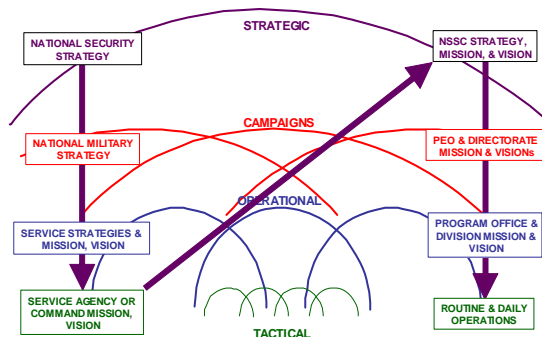 STRATEGIC
NATIONAL SECURITY
STRATEGY
NSSC STRATEGY,
MISSION, & VISION
CAMPAIGNS
NATIONAL MILITARY
STRATEGY
PEO & DIRECTORATE
MISSION & VISIONs
OPERATIONAL
SERVICE STRATEGIES &
MISSION, VISION
PROGRAM OFFICE &
DIVISION MISSION &
VISION
SERVICE AGENCY OR
COMMAND MISSION,
VISION
ROUTINE & DAILY
OPERATIONS
TACTICAL